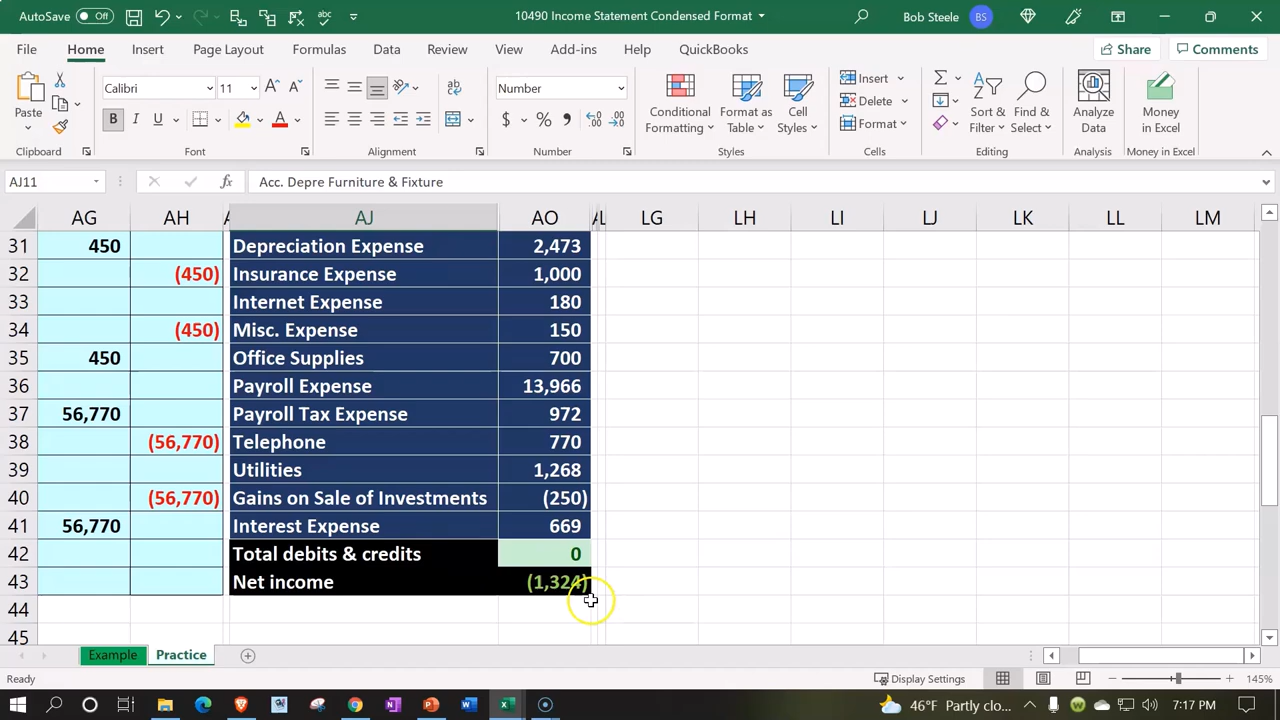 AutoSave Off 10490 Income Statement Condensed Format Bob Steele BS
File Home Insert Page Layout Formulas Data Review View Add-ins Help QuickBooks Share Comments
Paste Calibri 11 Number Conditional Formatting Format as Table Cell Styles Insert Delete Format Sort & Filter Find & Select Analyze Data Money in Excel
Clipboard Font Alignment Number Styles Cells Editing Analysis Money in Excel
AJ11 fx Acc. Depre Furniture & Fixture
AG AH A AJ AO AL LG LH LI LJ LK LL LM
31 450 Depreciation Expense 2,473
32 (450) Insurance Expense 1,000
33 Internet Expense 180
34 (450) Misc. Expense 150
35 450 Office Supplies 700
36 Payroll Expense 13,966
37 56,770 Payroll Tax Expense 972
38 (56,770) Telephone 770
39 Utilities 1,268
40 (56,770) Gains on Sale of Investments (250)
41 56,770 Interest Expense 669
42 Total debits & credits 0
43 Net income (1,324)
44
45
Example Practice
Ready Display Settings 145%
46°F Partly clo... 7:17 PM